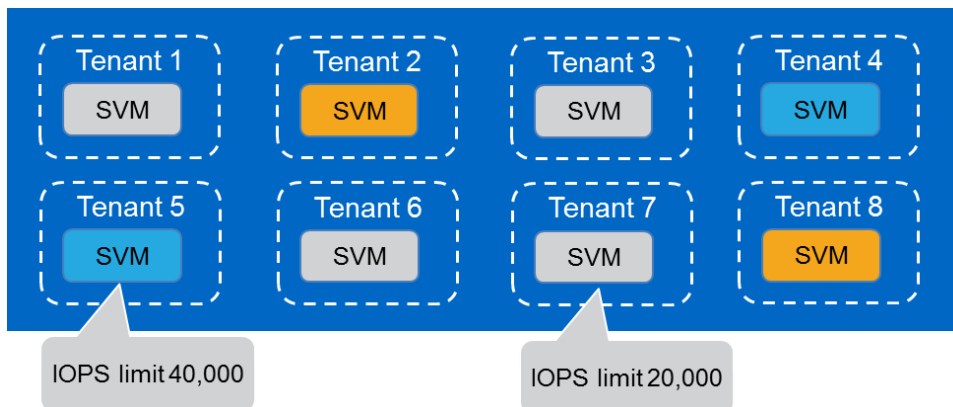 Tenant 1
Tenant 2
Tenant 3
Tenant 4
SVM
SVM
SVM
SVM
Tenant 5
Tenant 6
Tenant 7
Tenant 8
SVM
SVM
SVM
SVM
IOPS limit 40,000
IOPS limit 20,000